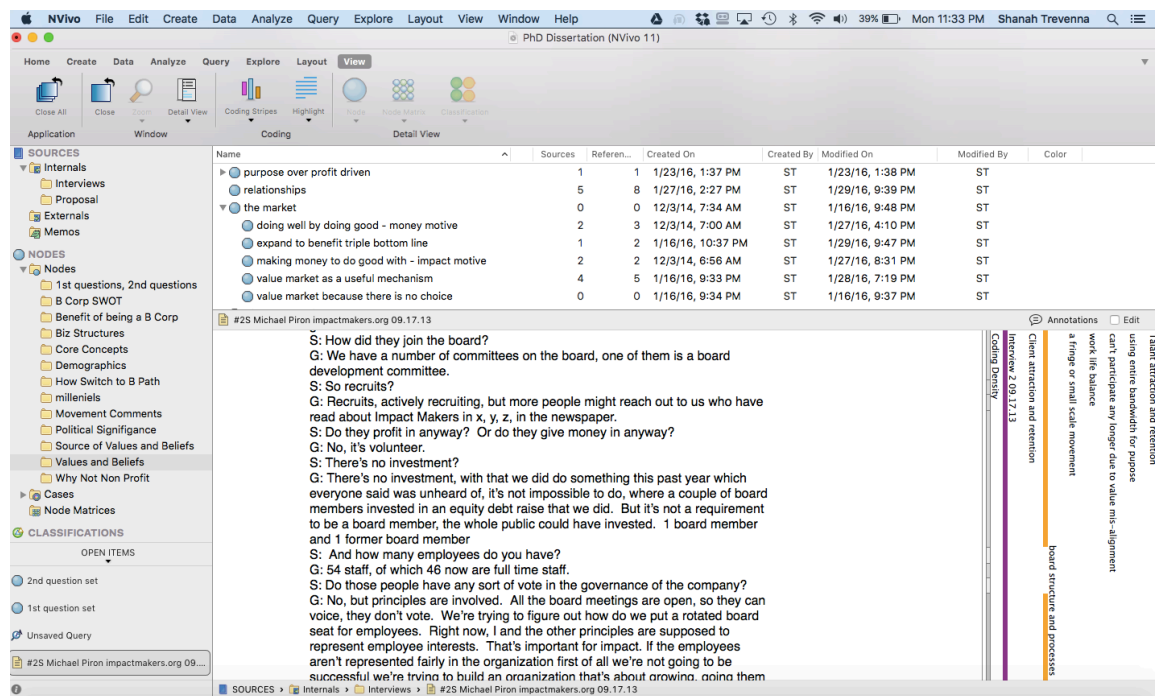 NVivo File Edit Create Data Analyze Query Explore Layout View Window Help 39% Mon 11:33 PM Shanah Trevenna
PhD Dissertation (NVivo 11)
Home Create Data Analyze Query Explore Layout View
Close All Close Zoom Detail View Coding Stripes Highlight Node Node Matrix Classification
Application Window Coding Detail View
SOURCES
Internals
Interviews
Proposal
Externals
Memos
NODES
Nodes
1st questions, 2nd questions
B Corp SWOT
Benefit of being a B Corp
Biz Structures
Core Concepts
Demographics
How Switch to B Path
milleniels
Movement Comments
Political Signifigance
Source of Values and Beliefs
Values and Beliefs
Why Not Non Profit
Cases
Node Matrices
CLASSIFICATIONS
OPEN ITEMS
2nd question set
1st question set
Unsaved Query
#2S Michael Piron impactmakers.org 09....
Name Sources Referen... Created On Created By Modified On Modified By Color
purpose over profit driven 1 1 1/23/16, 1:37 PM ST 1/23/16, 1:38 PM ST
relationships 5 8 1/27/16, 2:27 PM ST 1/29/16, 9:39 PM ST
the market 0 0 12/3/14, 7:34 AM ST 1/16/16, 9:48 PM ST
doing well by doing good - money motive 2 3 12/3/14, 7:00 AM ST 1/27/16, 4:10 PM ST
expand to benefit triple bottom line 1 2 1/16/16, 10:37 PM ST 1/29/16, 9:47 PM ST
making money to do good with - impact motive 2 2 12/3/14, 6:56 AM ST 1/27/16, 8:31 PM ST
value market as a useful mechanism 4 5 1/16/16, 9:33 PM ST 1/28/16, 7:19 PM ST
value market because there is no choice 0 0 1/16/16, 9:34 PM ST 1/16/16, 9:37 PM ST
#2S Michael Piron impactmakers.org 09.17.13 Annotations Edit
S: How did they join the board?
G: We have a number of committees on the board, one of them is a board
development committee.
S: So recruits?
G: Recruits, actively recruiting, but more people might reach out to us who have
read about Impact Makers in x, y, z, in the newspaper.
S: Do they profit in anyway? Or do they give money in anyway?
G: No, it's volunteer.
S: There's no investment?
G: There's no investment, with that we did do something this past year which
everyone said was unheard of, it's not impossible to do, where a couple of board
members invested in an equity debt raise that we did. But it's not a requirement
to be a board member, the whole public could have invested. 1 board member
and 1 former board member
S: And how many employees do you have?
G: 54 staff, of which 46 now are full time staff.
S: Do those people have any sort of vote in the governance of the company?
G: No, but principles are involved. All the board meetings are open, so they can
voice, they don't vote. We're trying to figure out how do we put a rotated board
seat for employees. Right now, I and the other principles are supposed to
represent employee interests. That's important for impact. If the employees
aren't represented fairly in the organization first of all we're not going to be
successful we're trying to build an organization that's about growing, going them
Coding Density
Interview 2 09.17.13
Client attraction and retention
board structure and processes
a fringe or small scale movement
work life balance
can't participate any longer due to value mis-alignment
using entire bandwidth for pupose
Talant attraction and retention
SOURCES › Internals › Interviews › #2S Michael Piron impactmakers.org 09.17.13